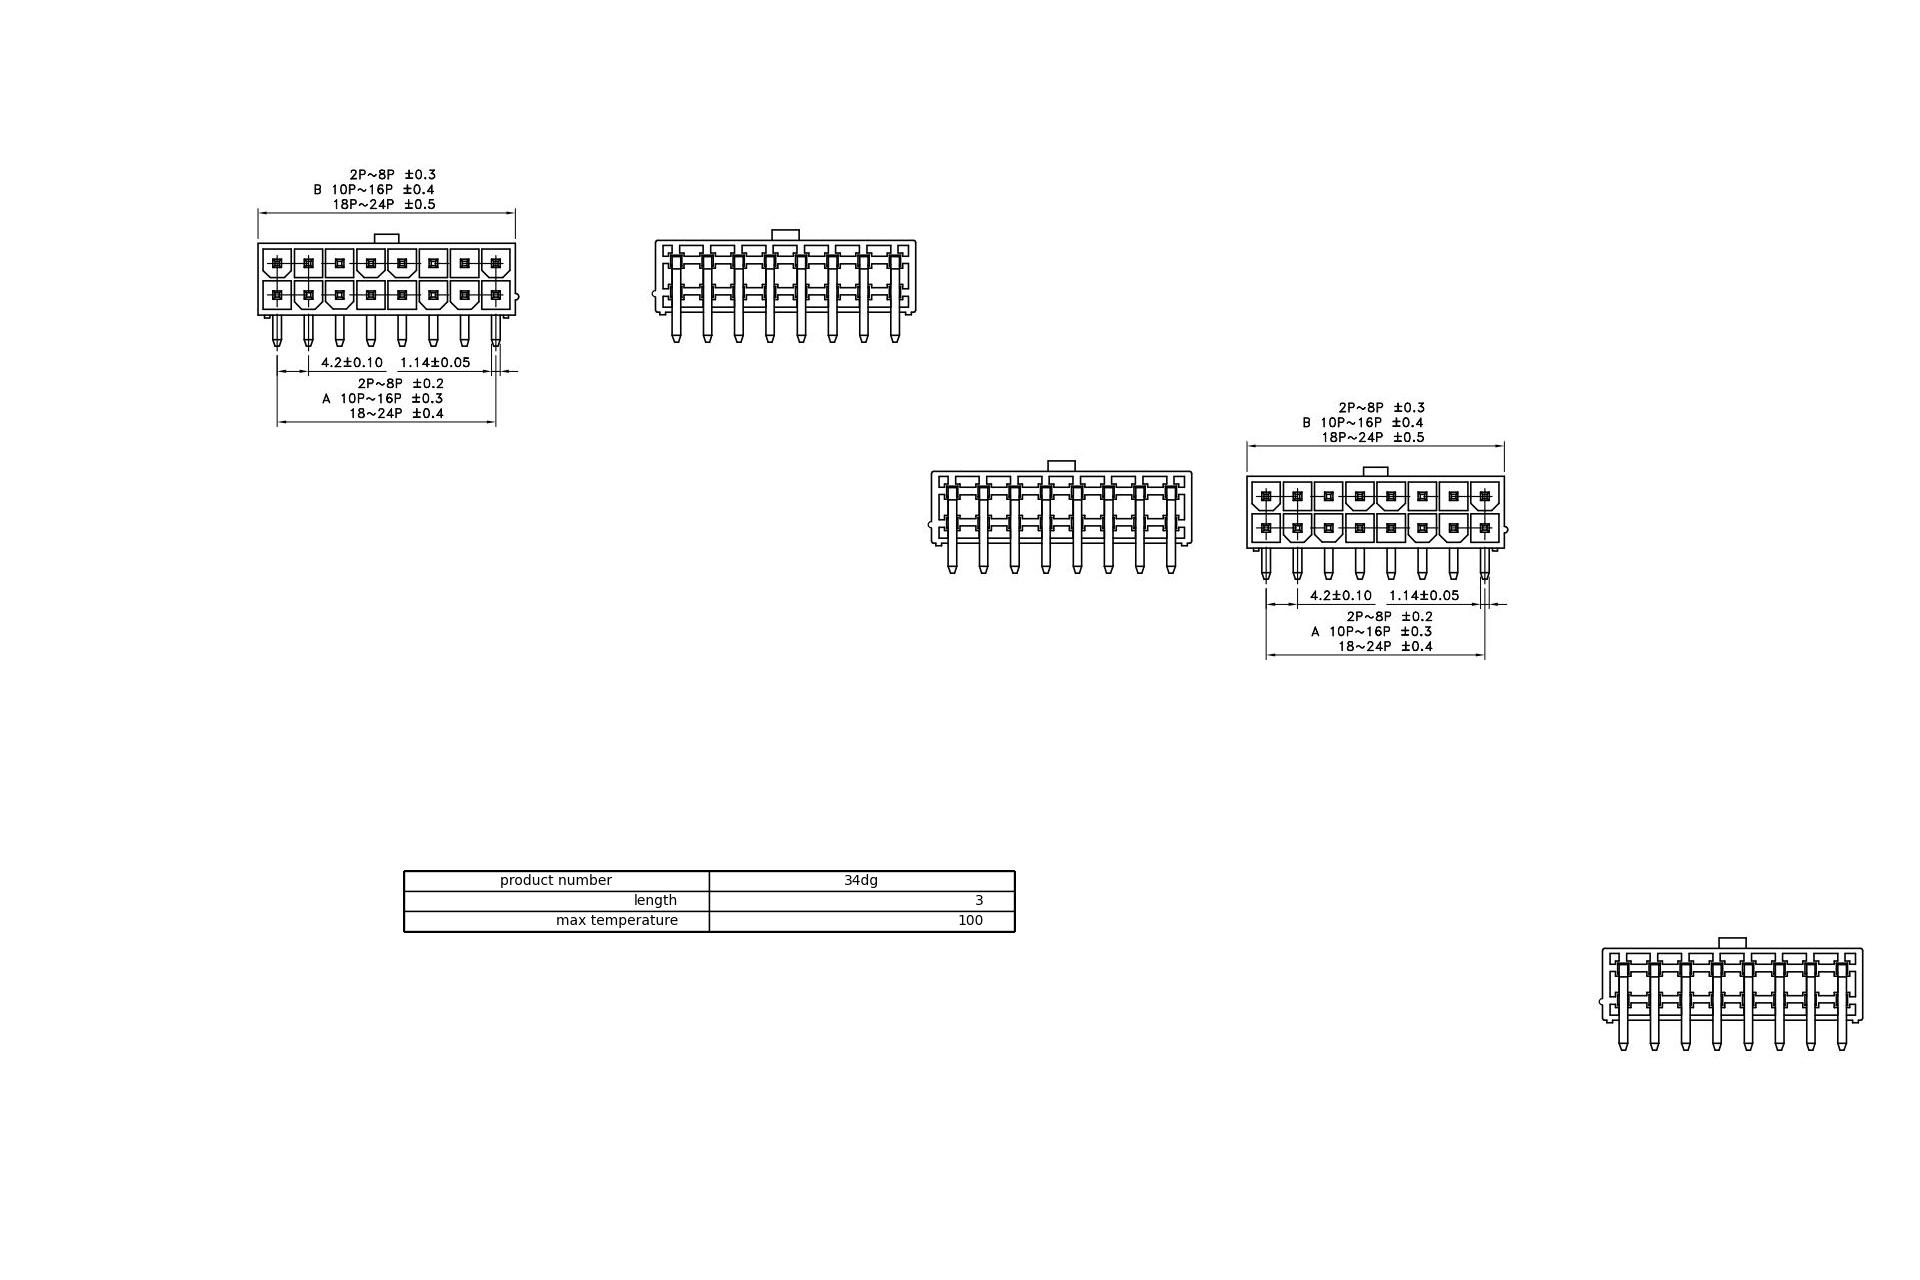 2P~8P ±0.3
B 10P~16P ±0.4
18P~24P ±0.5
4.2±0.10 1.14±0.05
2P~8P ±0.2
A 10P~16P ±0.3
18~24P ±0.4
2P~8P ±0.3
B 10P~16P ±0.4
18P~24P ±0.5
4.2±0.10 1.14±0.05
2P~8P ±0.2
A 10P~16P ±0.3
18~24P ±0.4
product number 34dg
length 3
max temperature 100